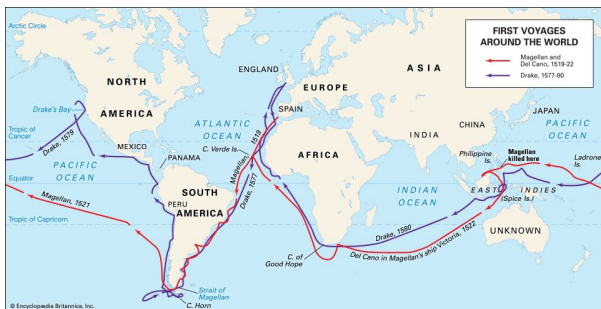 FIRST VOYAGES
AROUND THE WORLD
Magellan and
Del Cano, 1519-22
Drake, 1577-80
Arctic Circle
NORTH
AMERICA
ENGLAND
EUROPE
ASIA
SPAIN
Drake's Bay
ATLANTIC
OCEAN
JAPAN
CHINA
PACIFIC
OCEAN
Tropic of
Cancer
Drake, 1579
MEXICO
C. Verde Is.
Magellan, 1519
INDIA
AFRICA
Philippine
Is.
Magellan
killed here
Ladrone
Is.
PACIFIC
OCEAN
PANAMA
Drake, 1577
Equator
Magellan, 1521
SOUTH
AMERICA
PERU
INDIAN
OCEAN
EAST INDIES
(Spice Is.)
Tropic of Capricorn
UNKNOWN
Drake, 1580
Del Cano in Magellan's ship Victoria, 1522
C. of
Good Hope
Strait of
Magellan
C. Horn
© Encyclopædia Britannica, Inc.